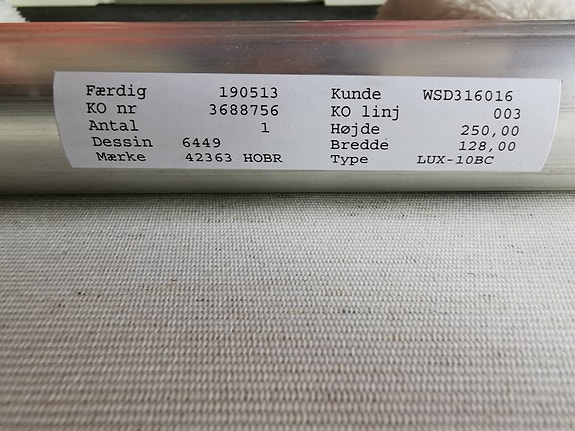 Færdig 190513 Kunde WSD316016
KO nr 3688756 KO linj 003
Antal 1 Højde 250,00
Dessin 6449 Bredde 128,00
Mærke 42363 HOBR Type LUX-10BC